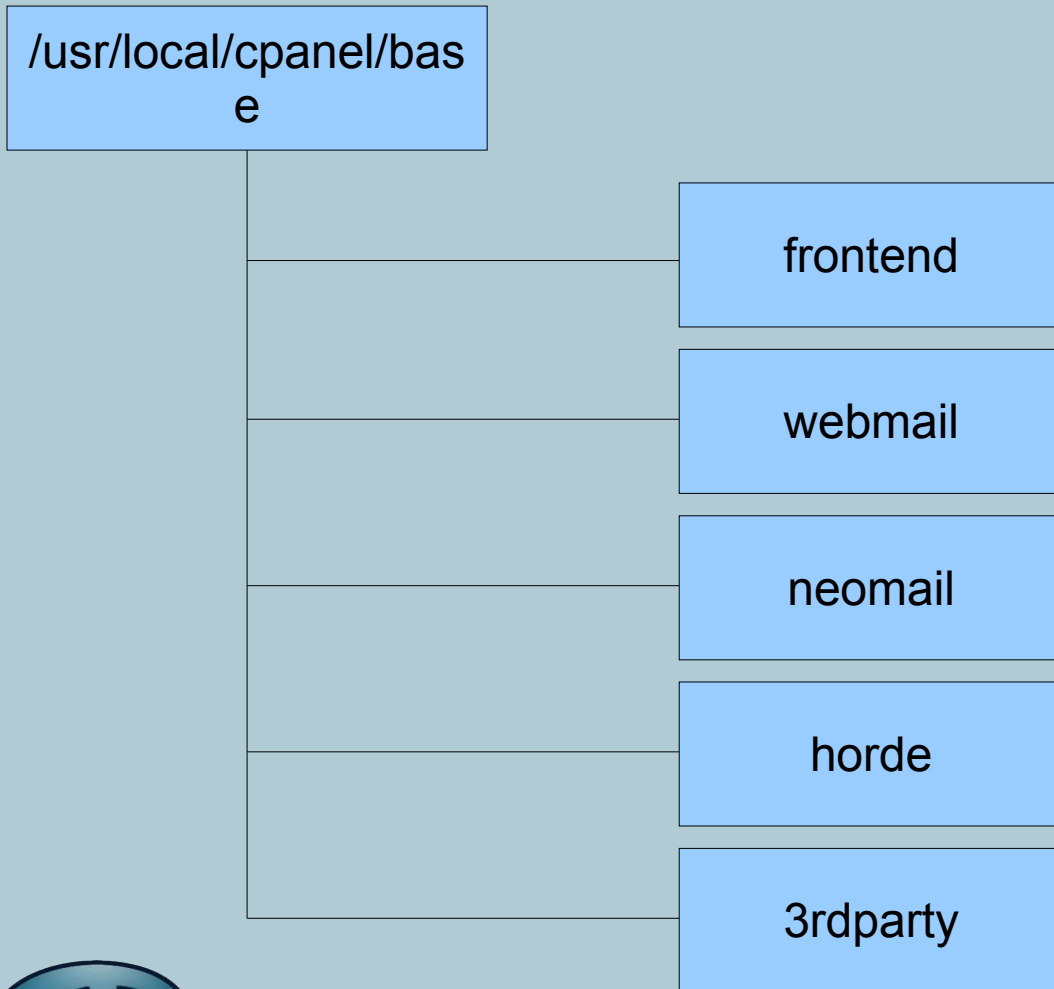 /usr/local/cpanel/bas
e
frontend
webmail
neomail
horde
3rdparty